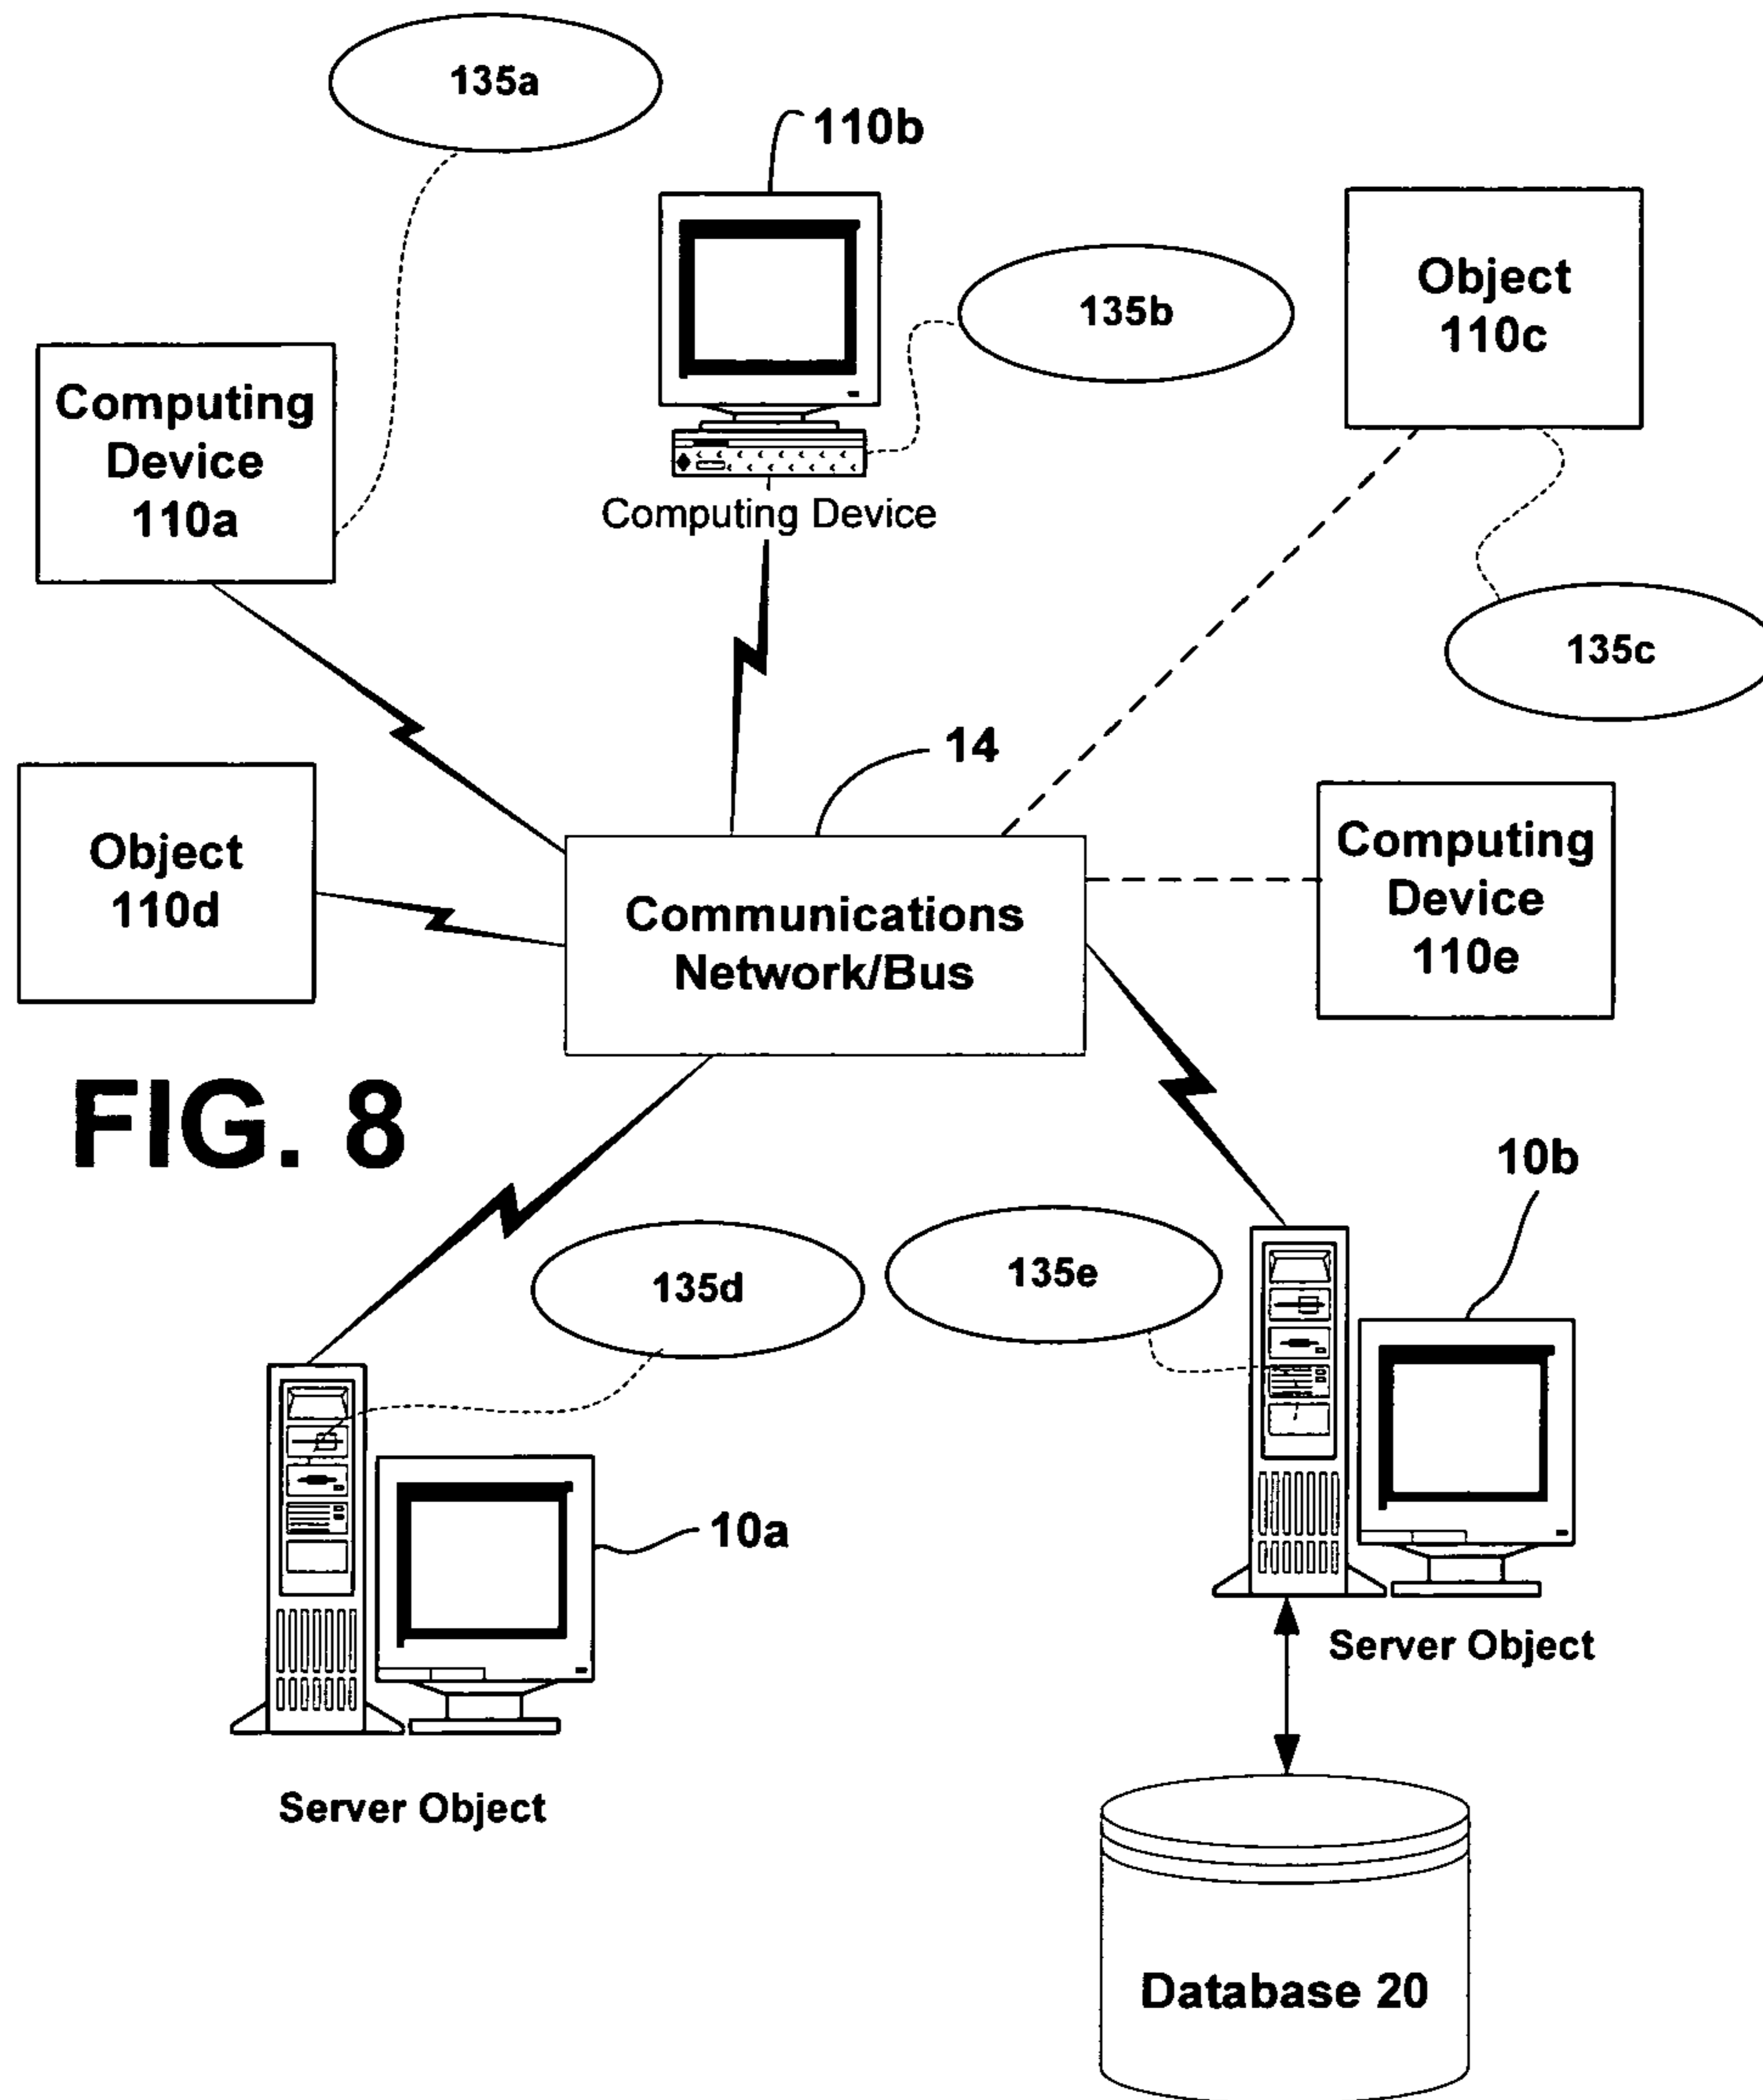 135a
110b
135b
Object
110c
Computing
Device
110a
Computing Device
135c
14
Object
110d
Computing
Device
110e
Communications
Network/Bus
FIG. 8
10b
135d
135e
10a
Server Object
Server Object
Database 20